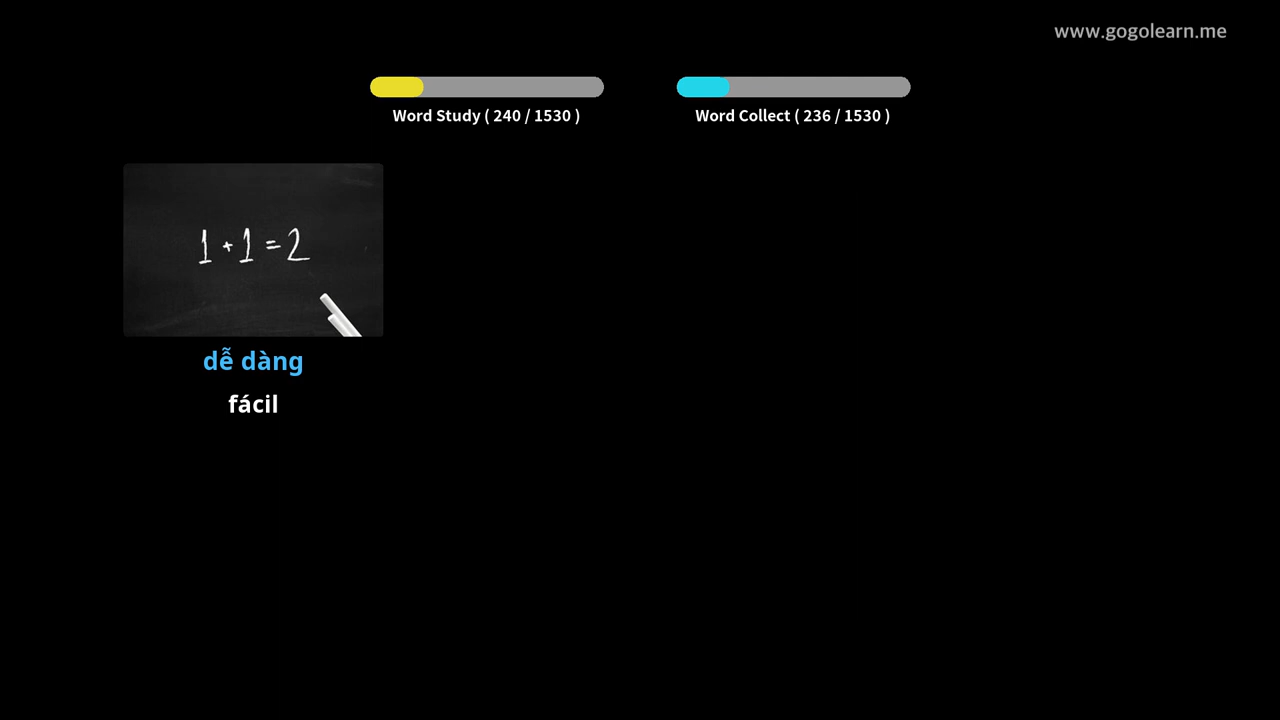 www.gogolearn.me
Word Study ( 240 / 1530 )
Word Collect ( 236 / 1530 )
1 + 1 = 2
dễ dàng
fácil